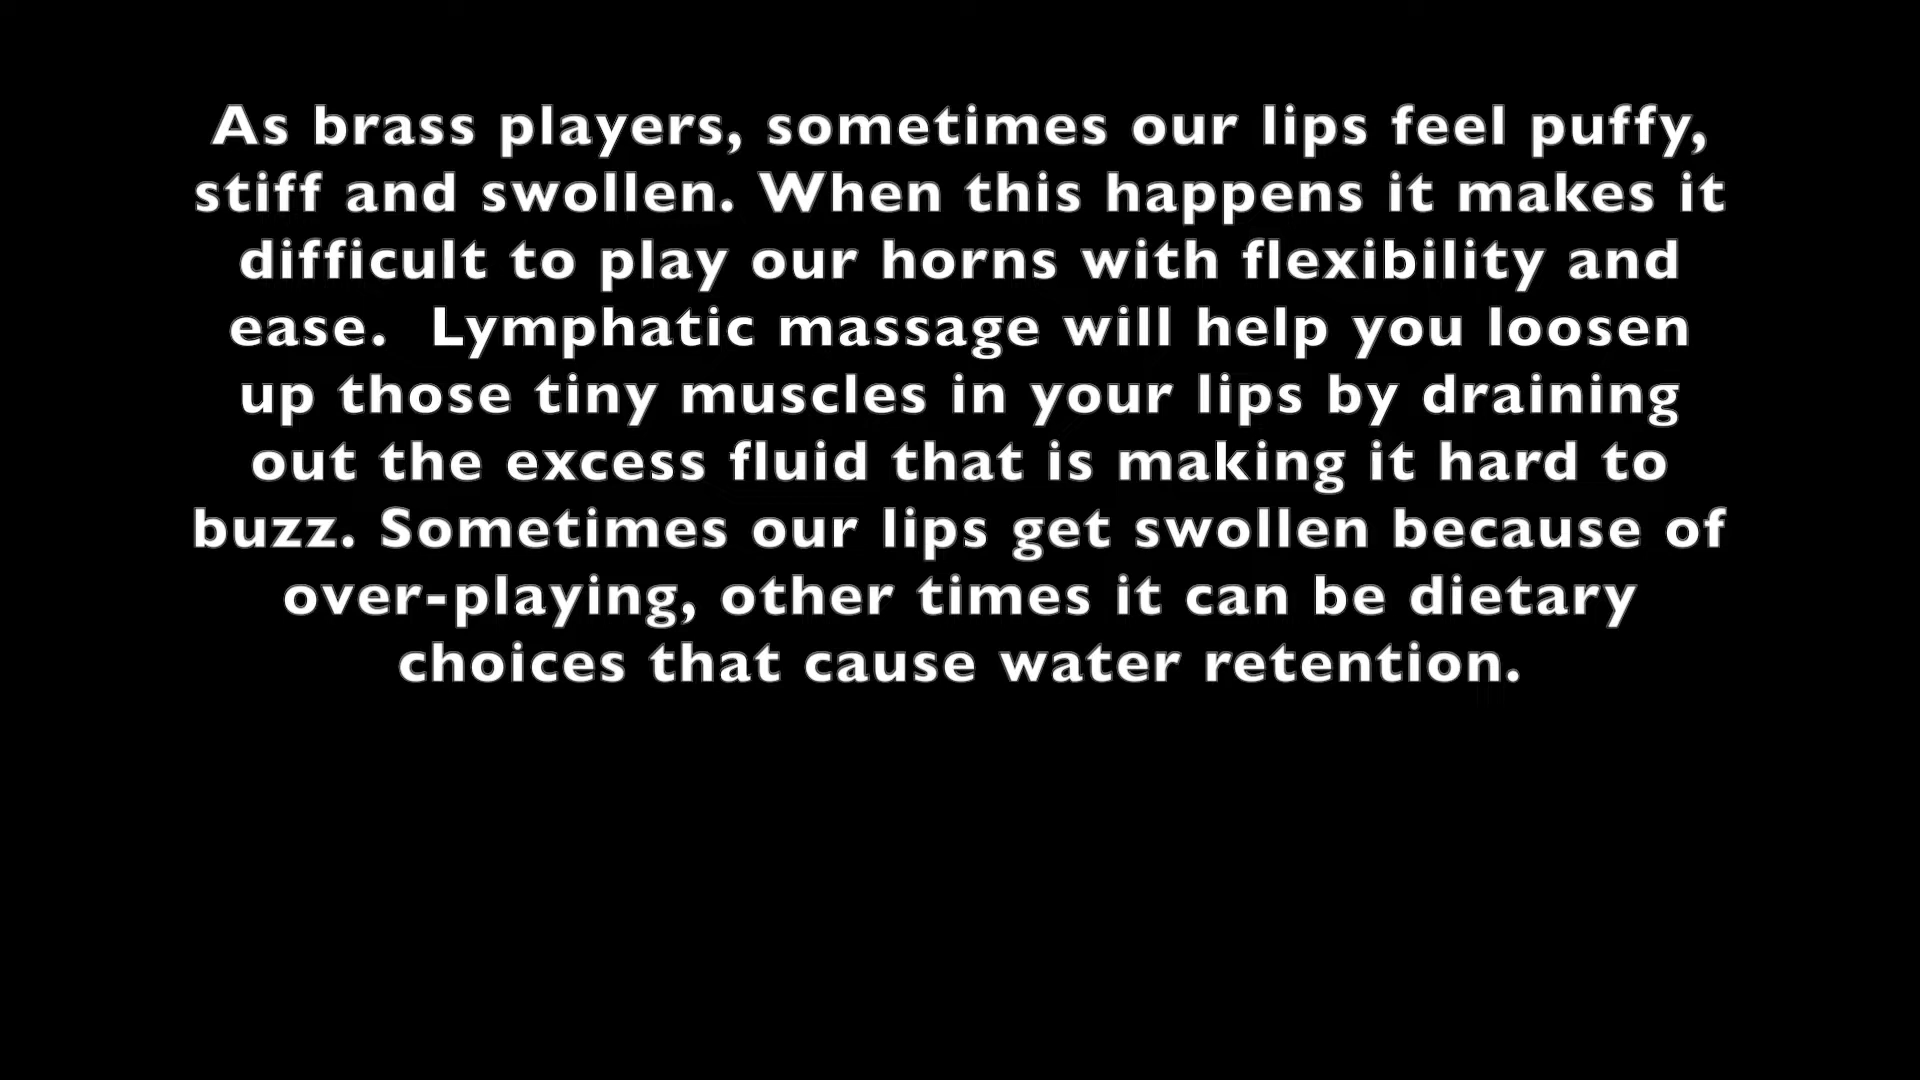 As brass players, sometimes our lips feel puffy,
stiff and swollen. When this happens it makes it
difficult to play our horns with flexibility and
ease.  Lymphatic massage will help you loosen
up those tiny muscles in your lips by draining
out the excess fluid that is making it hard to
buzz. Sometimes our lips get swollen because of
over-playing, other times it can be dietary
choices that cause water retention.